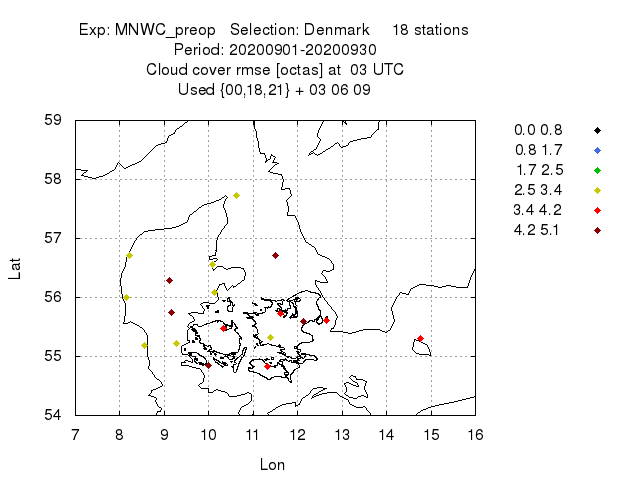 Exp: MNWC_preop Selection: Denmark 18 stations
Period: 20200901-20200930
Cloud cover rmse [octas] at 03 UTC
Used {00,18,21} + 03 06 09
59
58
57
56
55
54
Lat
7 8 9 10 11 12 13 14 15 16
Lon
0.0 0.8
0.8 1.7
1.7 2.5
2.5 3.4
3.4 4.2
4.2 5.1